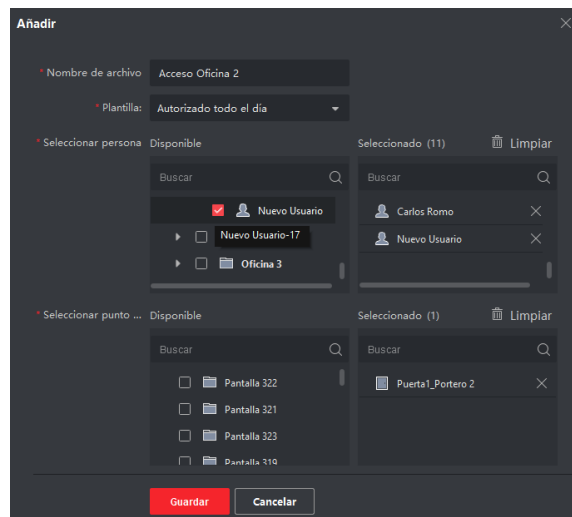 Añadir
* Nombre de archivo Acceso Oficina 2
* Plantilla: Autorizado todo el día
* Seleccionar persona Disponible Seleccionado (11) Limpiar
Buscar Buscar
Nuevo Usuario Carlos Romo
Nuevo Usuario-17 Nuevo Usuario
Oficina 3
* Seleccionar punto ... Disponible Seleccionado (1) Limpiar
Buscar Buscar
Pantalla 322 Puerta1_Portero 2
Pantalla 321
Pantalla 323
Pantalla 319
Guardar Cancelar